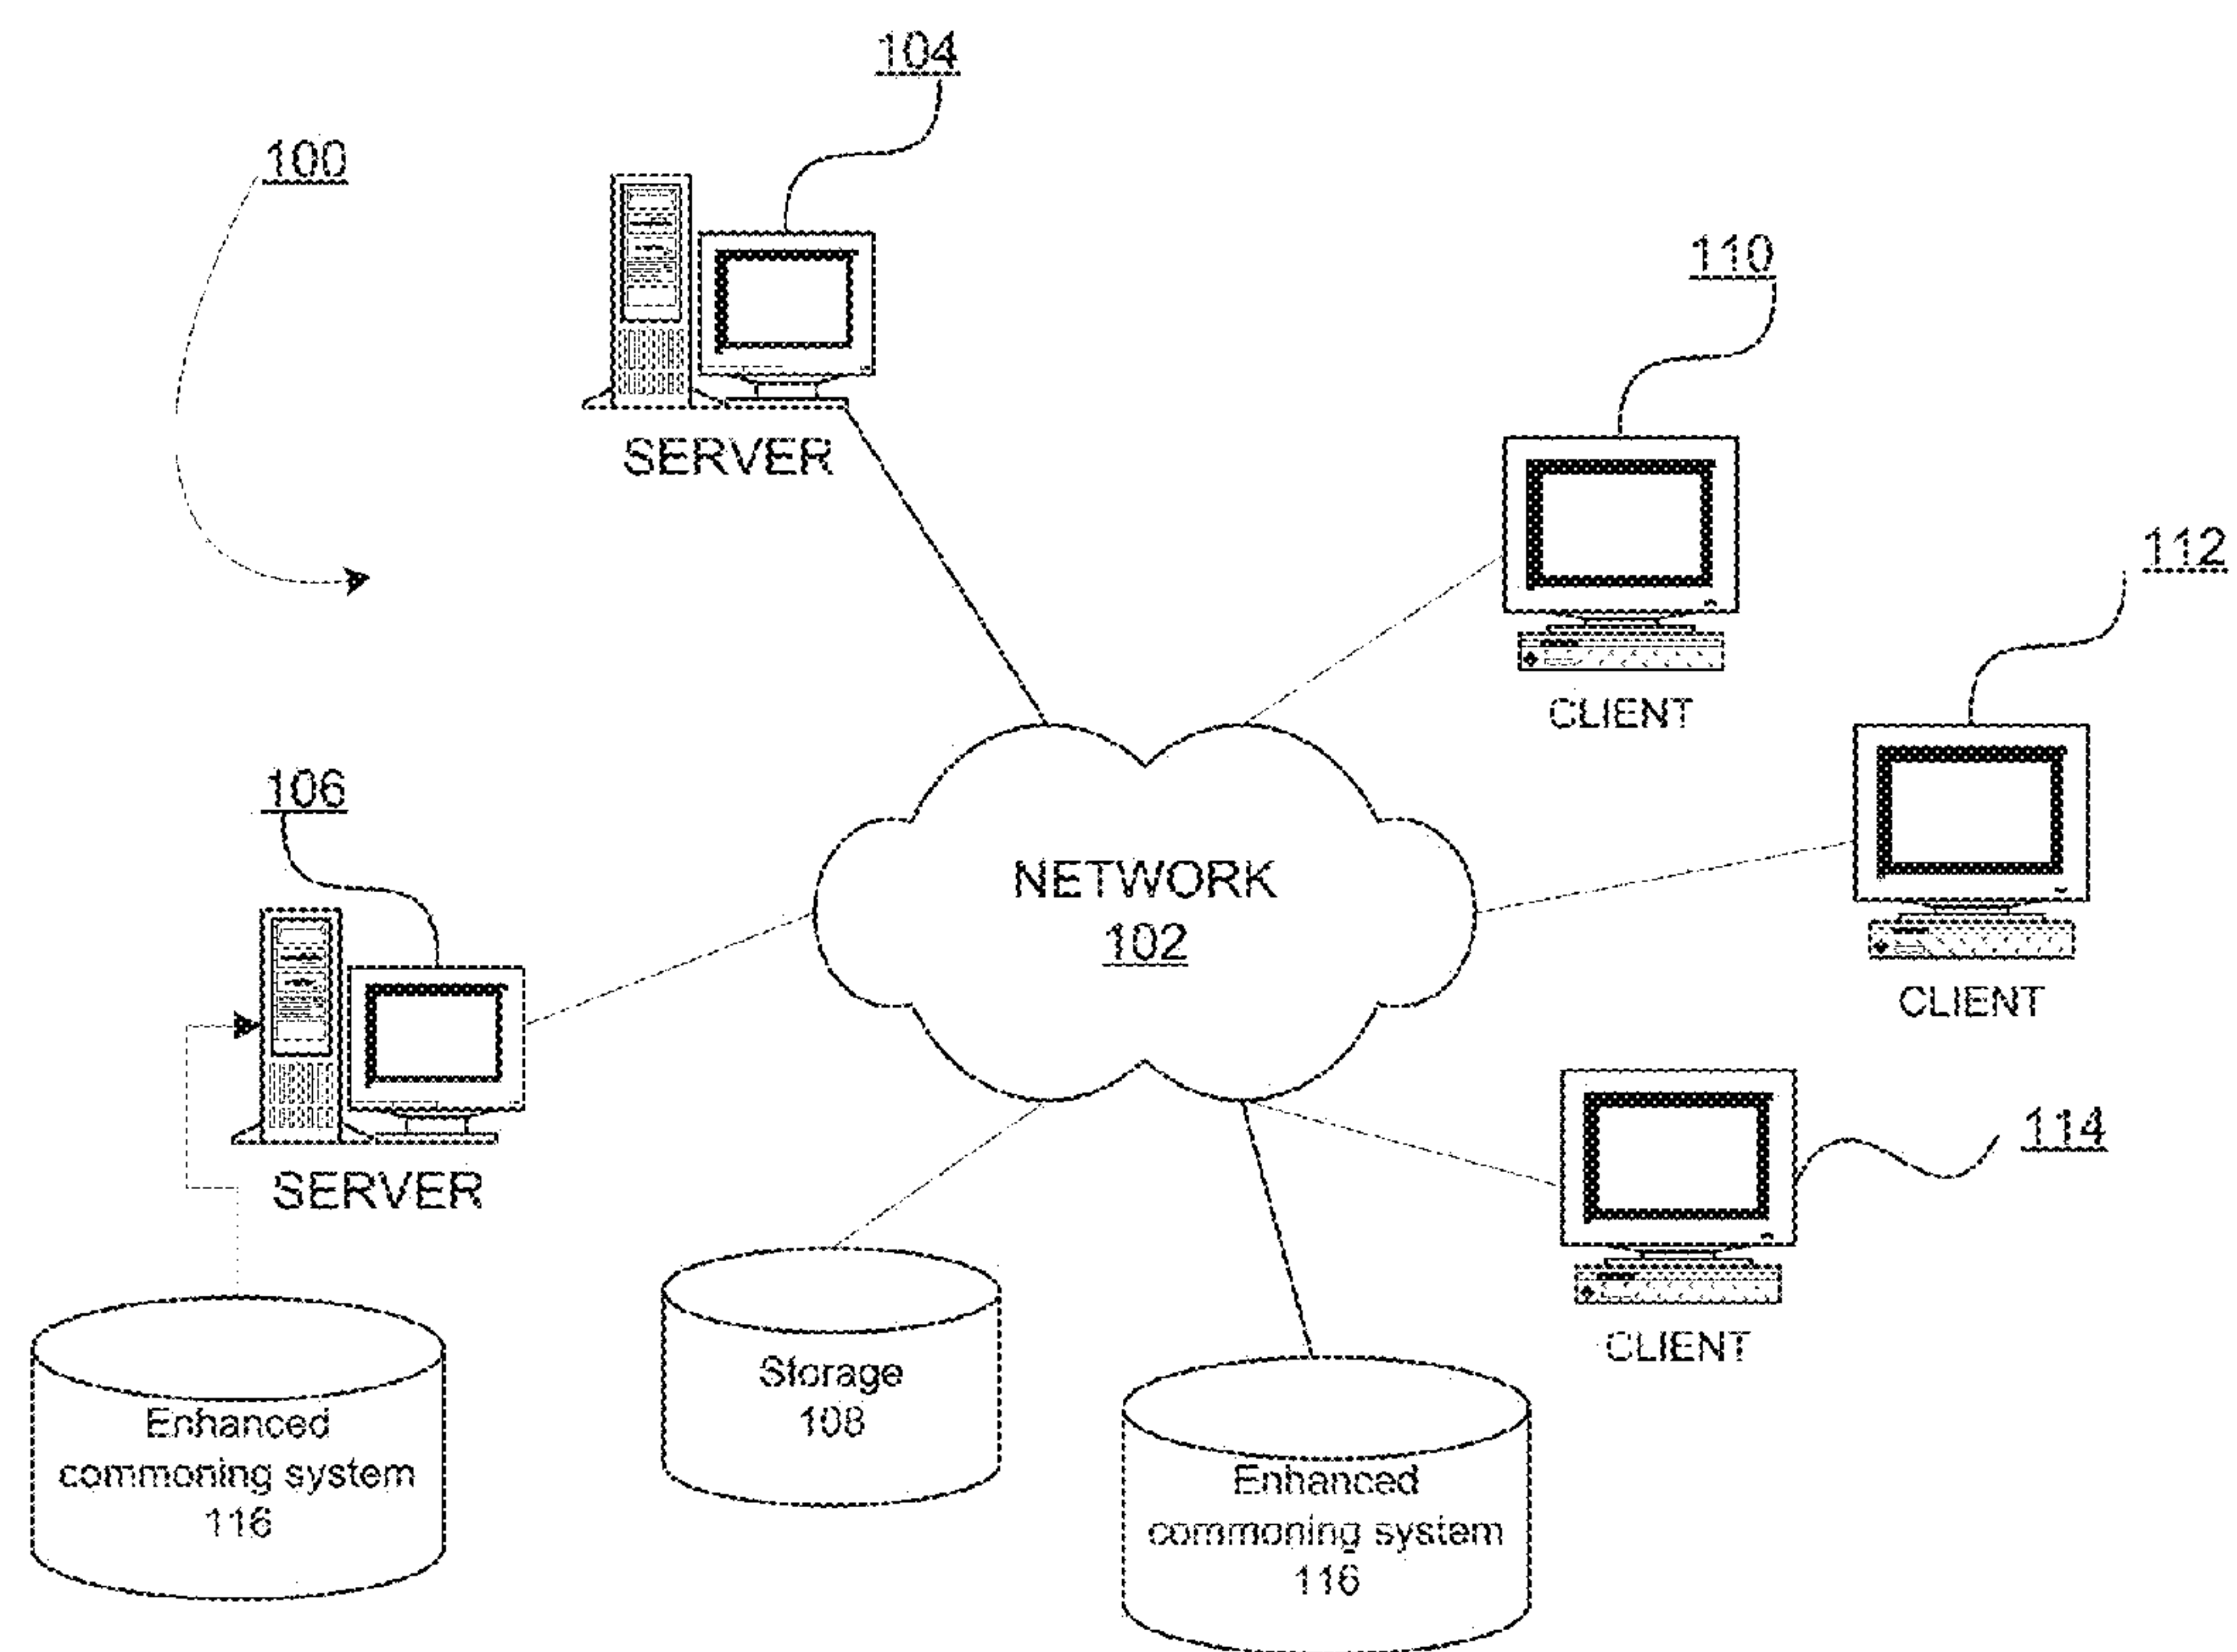 104
100
110
SERVER
112
CLIENT
106
NETWORK
102
CLIENT
114
SERVER
CLIENT
Storage
108
Enhanced
commoning system
116
Enhanced
commoning system
116